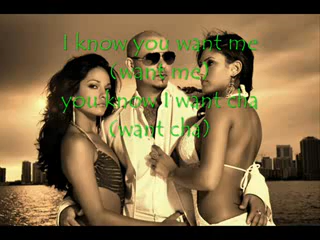 I know you want me
(want me)
you know I want cha
(want cha)